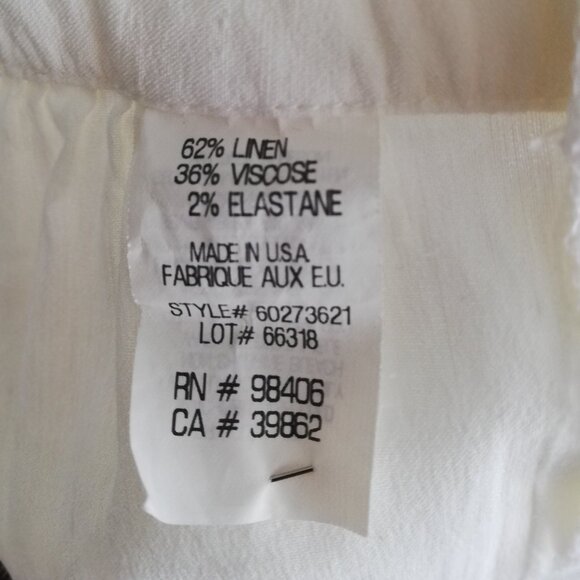 62% LINEN
36% VISCOSE
2% ELASTANE
MADE IN U.S.A
FABRIQUE AUX E.U.
STYLE# 60273621
LOT# 66318
RN # 98406
CA # 39862